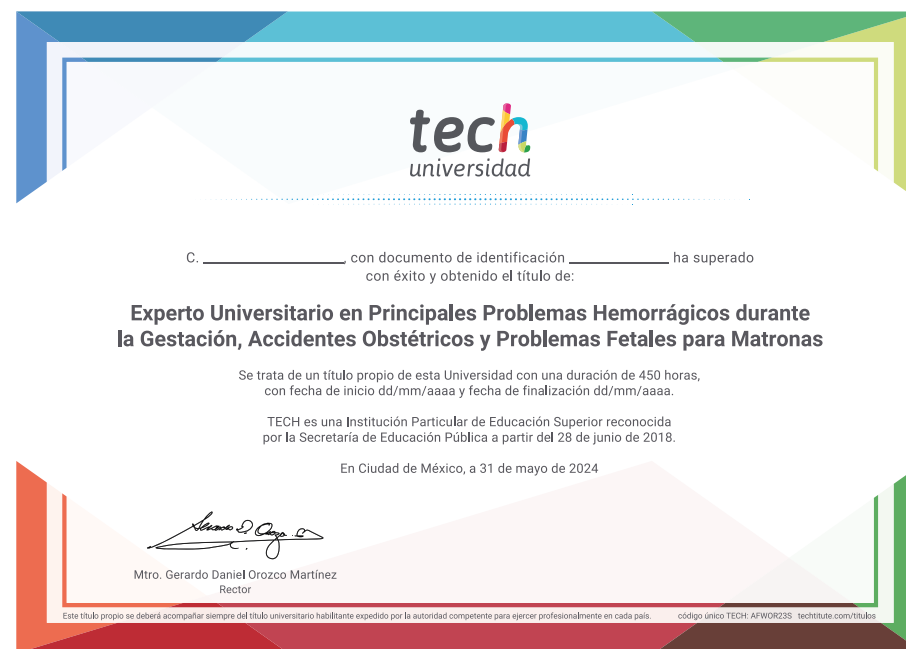 tech
universidad
C. ____________, con documento de identificación ____________ ha superado
con éxito y obtenido el título de:
Experto Universitario en Principales Problemas Hemorrágicos durante
la Gestación, Accidentes Obstétricos y Problemas Fetales para Matronas
Se trata de un título propio de esta Universidad con una duración de 450 horas,
con fecha de inicio dd/mm/aaaa y fecha de finalización dd/mm/aaaa.
TECH es una Institución Particular de Educación Superior reconocida
por la Secretaría de Educación Pública a partir del 28 de junio de 2018.
En Ciudad de México, a 31 de mayo de 2024
Mtro. Gerardo Daniel Orozco Martínez
Rector
Este título propio se deberá acompañar siempre del título universitario habilitante expedido por la autoridad competente para ejercer profesionalmente en cada país. código único TECH: AFWOR23S techtitute.com/titulos